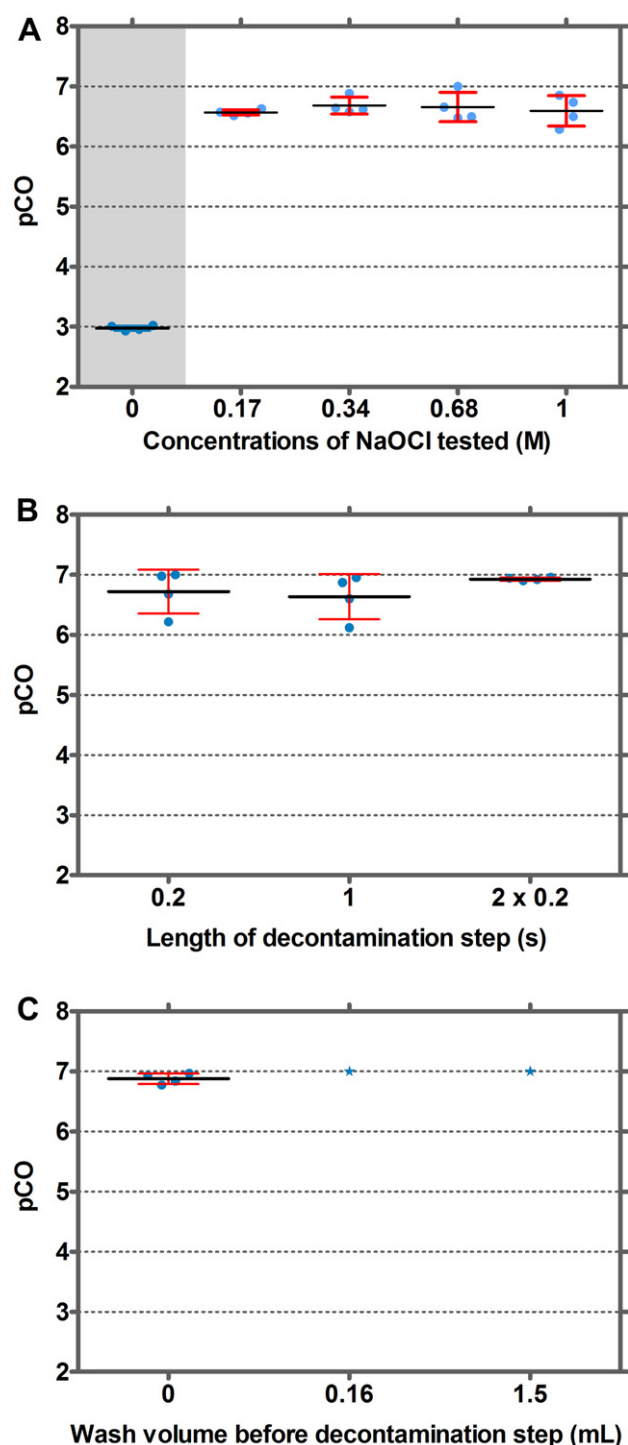 A
8
7
6
5
4
3
2
pCO
0 0.17 0.34 0.68 1
Concentrations of NaOCl tested (M)
B
8
7
6
5
4
3
2
pCO
0.2 1 2 x 0.2
Length of decontamination step (s)
C
8
7
6
5
4
3
2
pCO
0 0.16 1.5
Wash volume before decontamination step (mL)